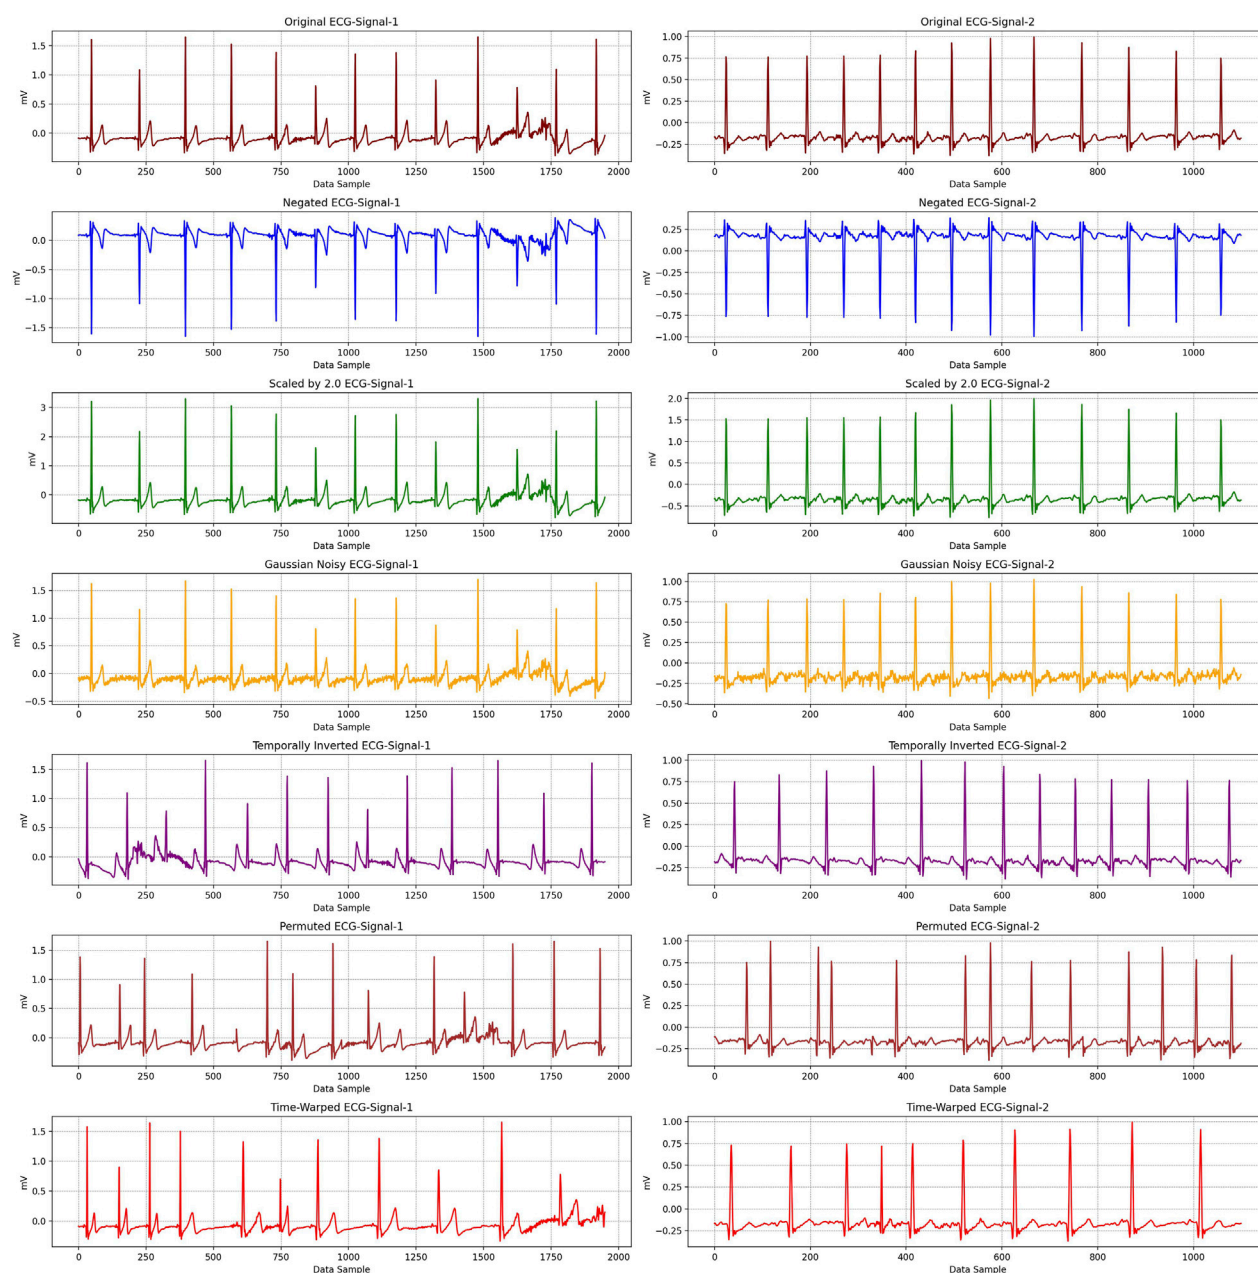 Original ECG-Signal-1
mV
1.5
1.0
0.5
0.0
0 250 500 750 1000 1250 1500 1750 2000
Data Sample
Original ECG-Signal-2
mV
1.00
0.75
0.50
0.25
0.00
−0.25
0 200 400 600 800 1000
Data Sample
Negated ECG-Signal-1
mV
0.0
−0.5
−1.0
−1.5
0 250 500 750 1000 1250 1500 1750 2000
Data Sample
Negated ECG-Signal-2
mV
0.25
0.00
−0.25
−0.50
−0.75
−1.00
0 200 400 600 800 1000
Data Sample
Scaled by 2.0 ECG-Signal-1
mV
3
2
1
0
0 250 500 750 1000 1250 1500 1750 2000
Data Sample
Scaled by 2.0 ECG-Signal-2
mV
2.0
1.5
1.0
0.5
0.0
−0.5
0 200 400 600 800 1000
Data Sample
Gaussian Noisy ECG-Signal-1
mV
1.5
1.0
0.5
0.0
−0.5
0 250 500 750 1000 1250 1500 1750 2000
Data Sample
Gaussian Noisy ECG-Signal-2
mV
1.00
0.75
0.50
0.25
0.00
−0.25
−0.50
0 200 400 600 800 1000
Data Sample
Temporally Inverted ECG-Signal-1
mV
1.5
1.0
0.5
0.0
0 250 500 750 1000 1250 1500 1750 2000
Data Sample
Temporally Inverted ECG-Signal-2
mV
1.00
0.75
0.50
0.25
0.00
−0.25
0 200 400 600 800 1000
Data Sample
Permuted ECG-Signal-1
mV
1.5
1.0
0.5
0.0
0 250 500 750 1000 1250 1500 1750 2000
Data Sample
Permuted ECG-Signal-2
mV
1.00
0.75
0.50
0.25
0.00
−0.25
0 200 400 600 800 1000
Data Sample
Time-Warped ECG-Signal-1
mV
1.5
1.0
0.5
0.0
0 250 500 750 1000 1250 1500 1750 2000
Data Sample
Time-Warped ECG-Signal-2
mV
1.00
0.75
0.50
0.25
0.00
−0.25
0 200 400 600 800 1000
Data Sample